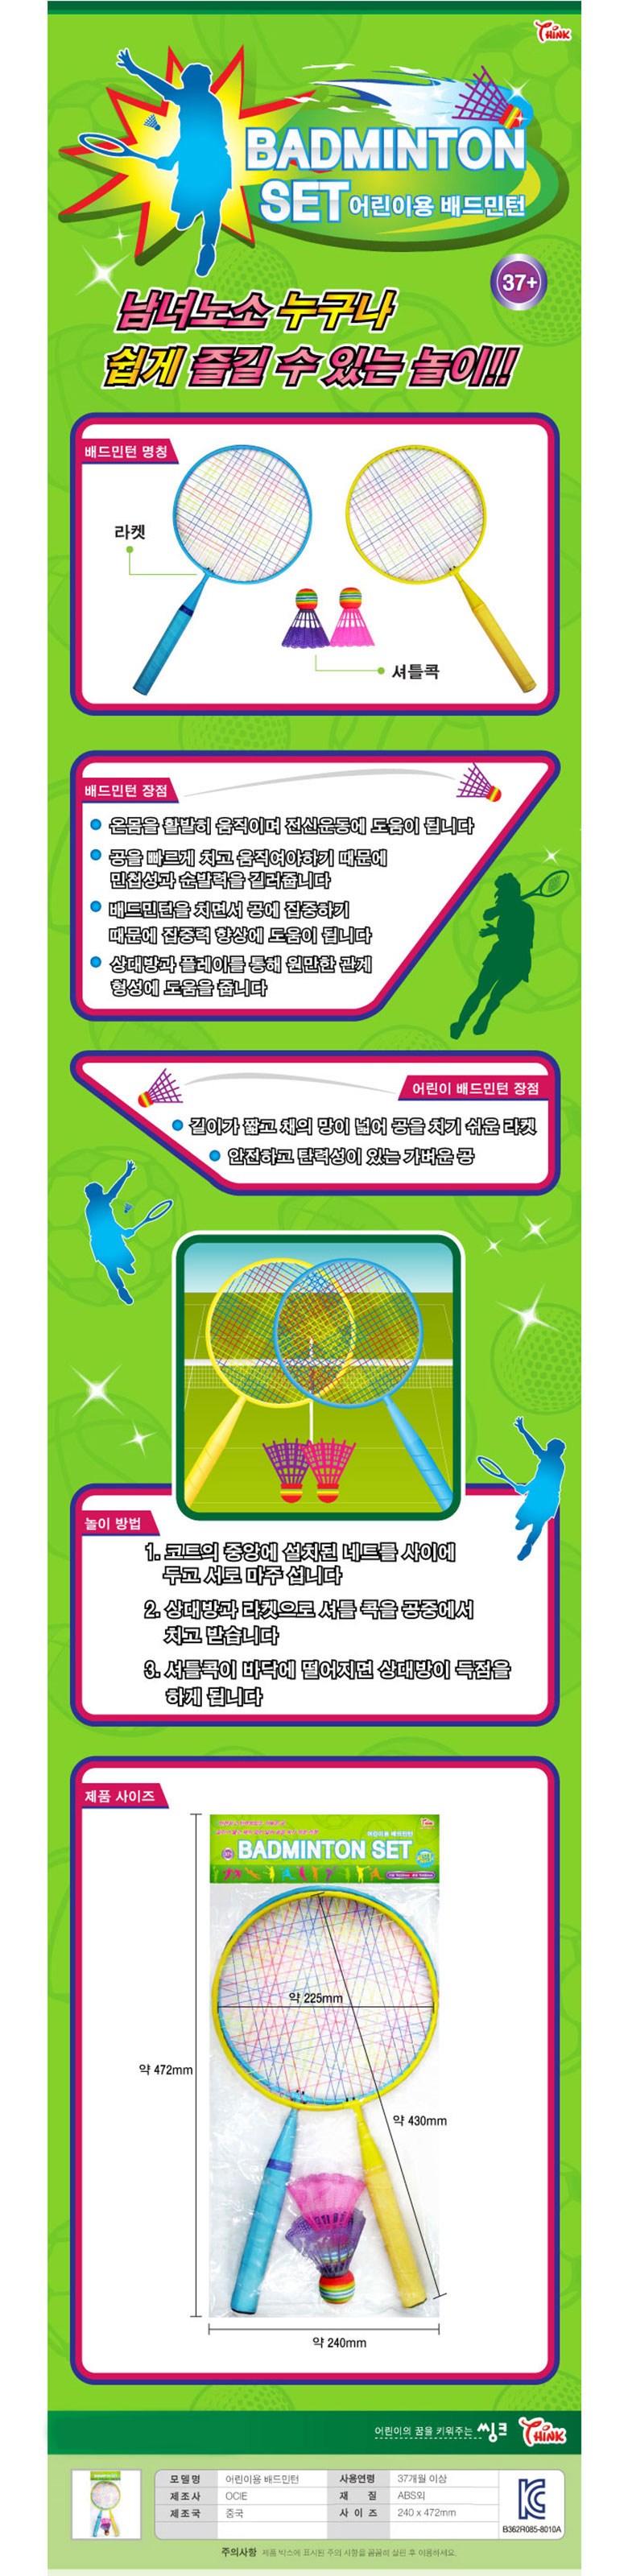 THiNK
BADMINTON
SET 어린이용 배드민턴
37+
남녀노소 누구나
쉽게 즐길 수 있는 놀이!!
배드민턴 명칭
라켓
셔틀콕
배드민턴 장점
온몸을 활발히 움직이며 전신운동에 도움이 됩니다
공을 빠르게 치고 움직여야하기 때문에
민첩성과 순발력을 길러줍니다
배드민턴을 치면서 공에 집중하기
때문에 집중력 향상에 도움이 됩니다
상대방과 플레이를 통해 원만한 관계
형성에 도움을 줍니다
어린이 배드민턴 장점
길이가 짧고 채의 망이 넓어 공을 치기 쉬운 라켓
안전하고 탄력성이 있는 가벼운 공
놀이 방법
1. 코트의 중앙에 설치된 네트를 사이에
두고 서로 마주 섭니다
2. 상대방과 라켓으로 셔틀 콕을 공중에서
치고 받습니다
3. 셔틀콕이 바닥에 떨어지면 상대방이 득점을
하게 됩니다
제품 사이즈
어린이용 배드민턴
BADMINTON SET
약 225mm
약 472mm
약 430mm
약 240mm
어린이의 꿈을 키워주는 씽크 THiNK
모델명 어린이용 배드민턴 사용연령 37개월 이상
제조사 OCIE 재 질 ABS외
제조국 중국 사 이 즈 240 x 472mm
B362R085-8010A
주의사항 제품 박스에 표시된 주의 사항을 꼼꼼히 살핀 후 이용하세요.